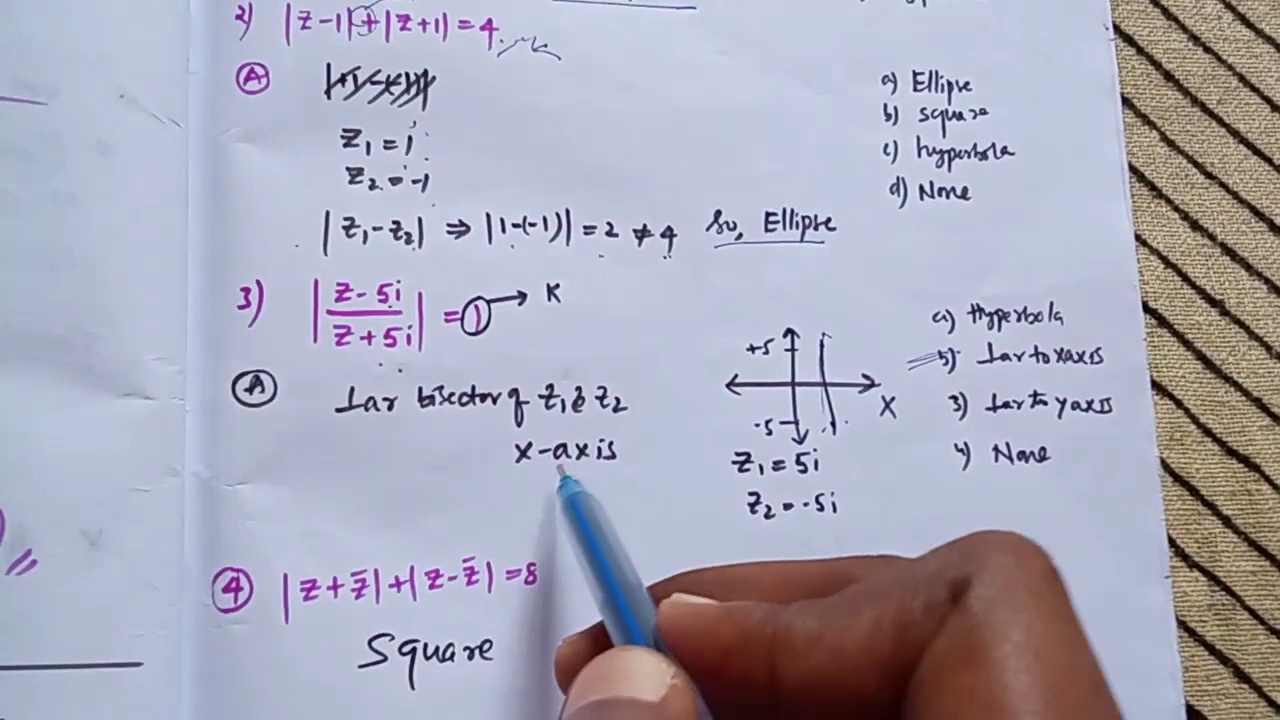 2) |z-1|+|z+1|=4
A
z₁ = 1
z₂ = -1
|z₁-z₂| ⇒ |1-(-1)| = 2 ≠ 4 So, Ellipse
a) Ellipse
b) square
c) hyperbola
d) None
3) |z-5i / z+5i| = 1 → K
A ⊥ar bisector of z₁ & z₂
x-axis
+5
-5
X
z₁ = 5i
z₂ = -5i
a) Hyperbola
b) ⊥ar to x axis
3) ⊥ar to y axis
4) None
4 |z+z̄|+|z-z̄|=8
Square